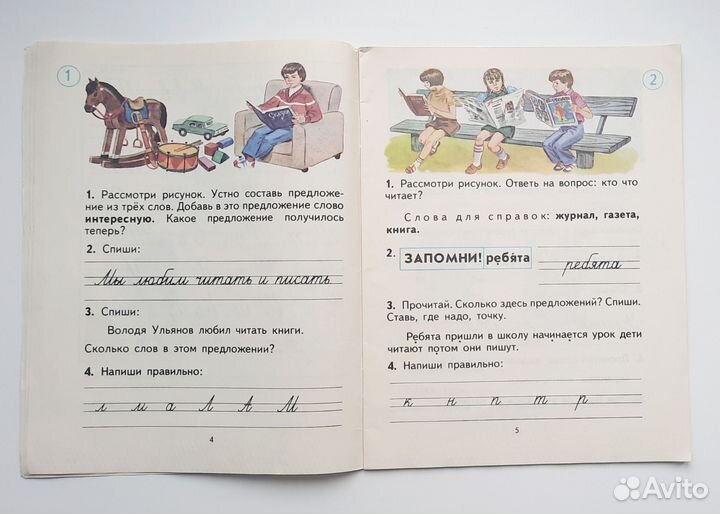 1
1. Рассмотри рисунок. Устно составь предложе-
ние из трёх слов. Добавь в это предложение слово
интересную. Какое предложение получилось
теперь?
2. Спиши:
Мы любим читать и писать.
3. Спиши:
Володя Ульянов любил читать книги.
Сколько слов в этом предложении?
4. Напиши правильно:
л м а Л А М
4
2
1. Рассмотри рисунок. Ответь на вопрос: кто что
читает?
Слова для справок: журнал, газета,
книга.
2. ЗАПОМНИ! ребята
ребята
3. Прочитай. Сколько здесь предложений? Спиши.
Ставь, где надо, точку.
Ребята пришли в школу начинается урок дети
читают потом они пишут.
4. Напиши правильно:
к н п т р
5
Avito